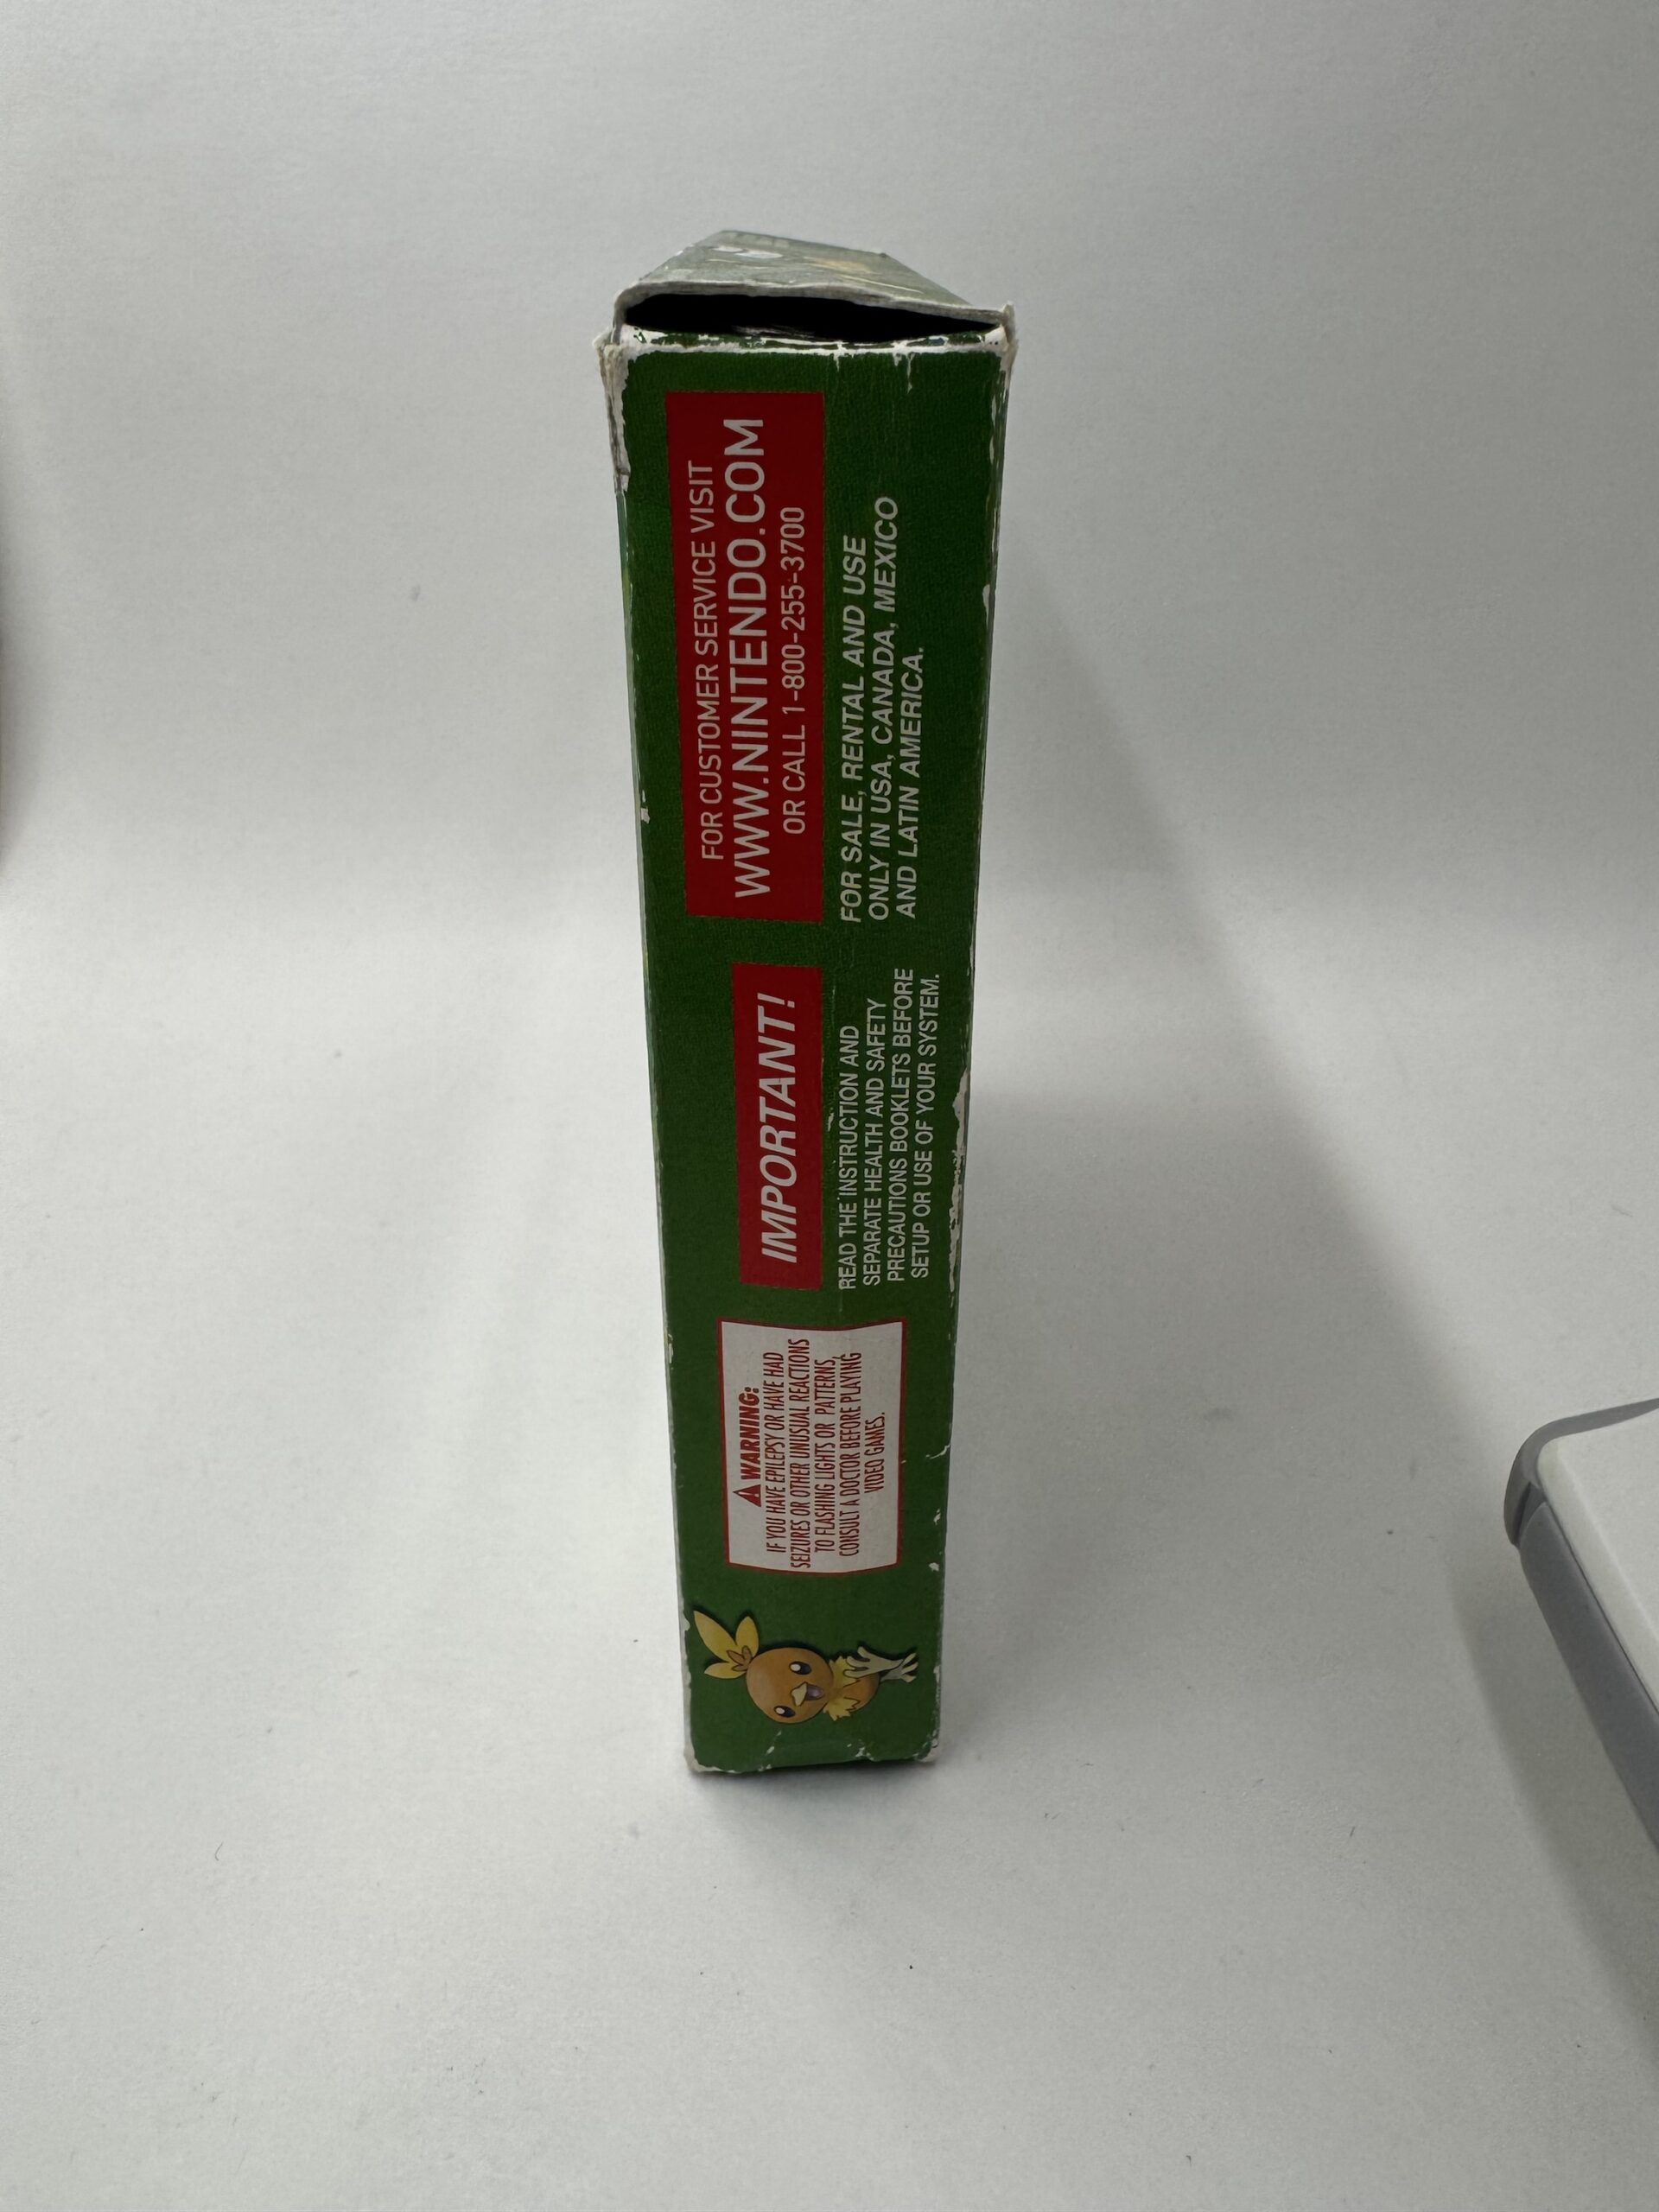 FOR CUSTOMER SERVICE VISIT
WWW.NINTENDO.COM
OR CALL 1-800-255-3700
FOR SALE, RENTAL AND USE
ONLY IN USA, CANADA, MEXICO
AND LATIN AMERICA.
IMPORTANT!
READ THE INSTRUCTION AND
SEPARATE HEALTH AND SAFETY
PRECAUTIONS BOOKLETS BEFORE
SETUP OR USE OF YOUR SYSTEM.
WARNING:
IF YOU HAVE EPILEPSY OR HAVE HAD
SEIZURES OR OTHER UNUSUAL REACTIONS
TO FLASHING LIGHTS OR PATTERNS,
CONSULT A DOCTOR BEFORE PLAYING
VIDEO GAMES.